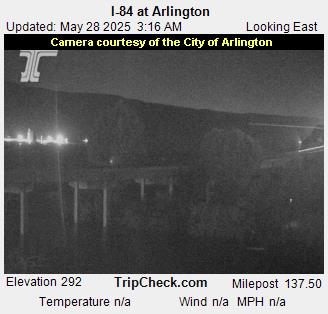 I-84 at Arlington
Updated: May 28 2025 3:16 AM Looking East
Camera courtesy of the City of Arlington
Elevation 292 TripCheck.com Milepost 137.50
Temperature n/a Wind n/a MPH n/a